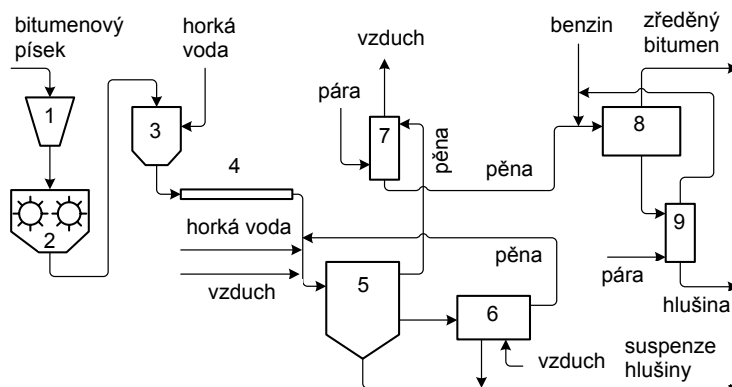 bitumenový
písek
horká
voda
vzduch
benzin
zředěný
bitumen
pára
1
3
7
8
pěna
pěna
4
2
9
horká voda
pěna
vzduch
5
pára
hlušina
6
vzduch
suspenze
hlušiny